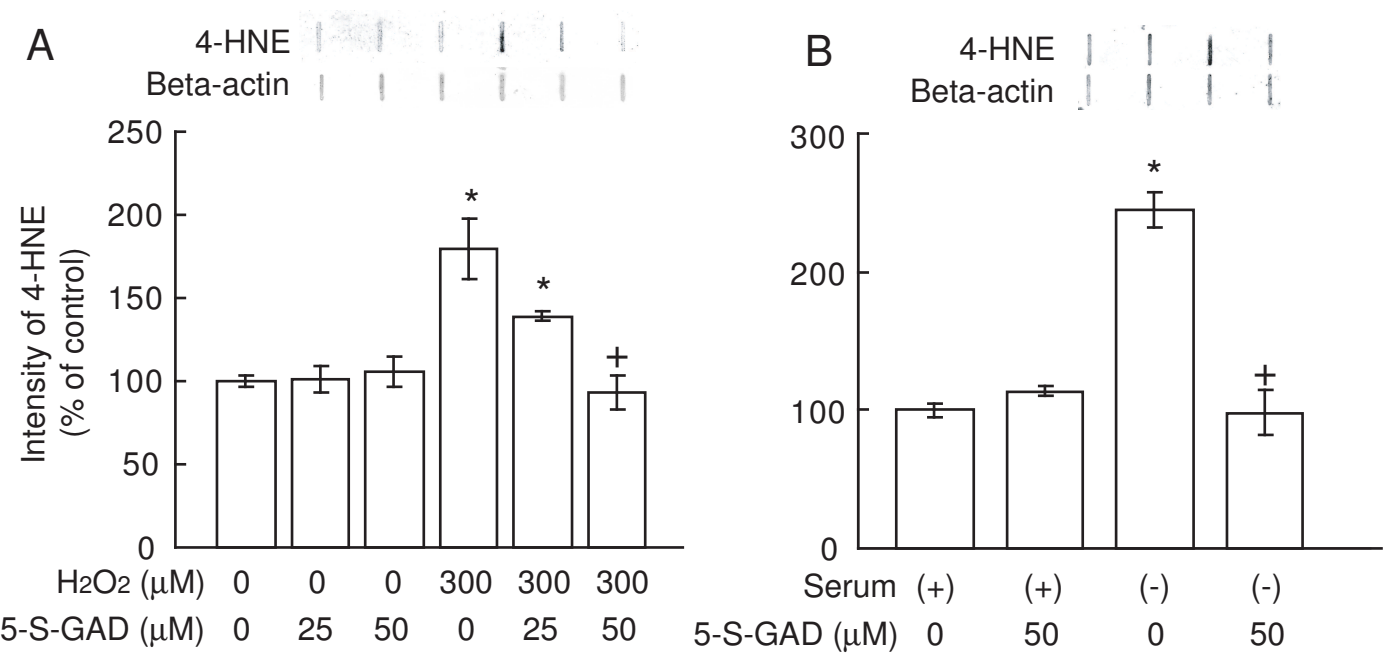 A
4-HNE
Beta-actin
250
200
150
100
50
0
Intensity of 4-HNE
(% of control)
*
*
+
H2O2 (μM) 0 0 0 300 300 300
5-S-GAD (μM) 0 25 50 0 25 50
B
4-HNE
Beta-actin
300
200
100
0
*
+
Serum (+) (+) (-) (-)
5-S-GAD (μM) 0 50 0 50